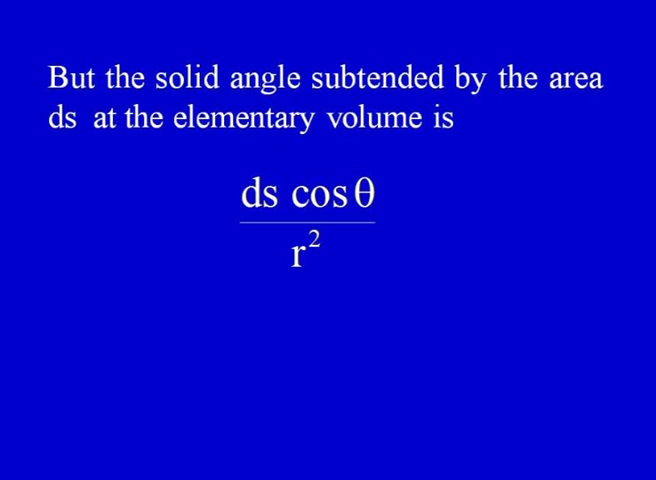 But the solid angle subtended by the area
ds at the elementary volume is
ds cos θ
r²